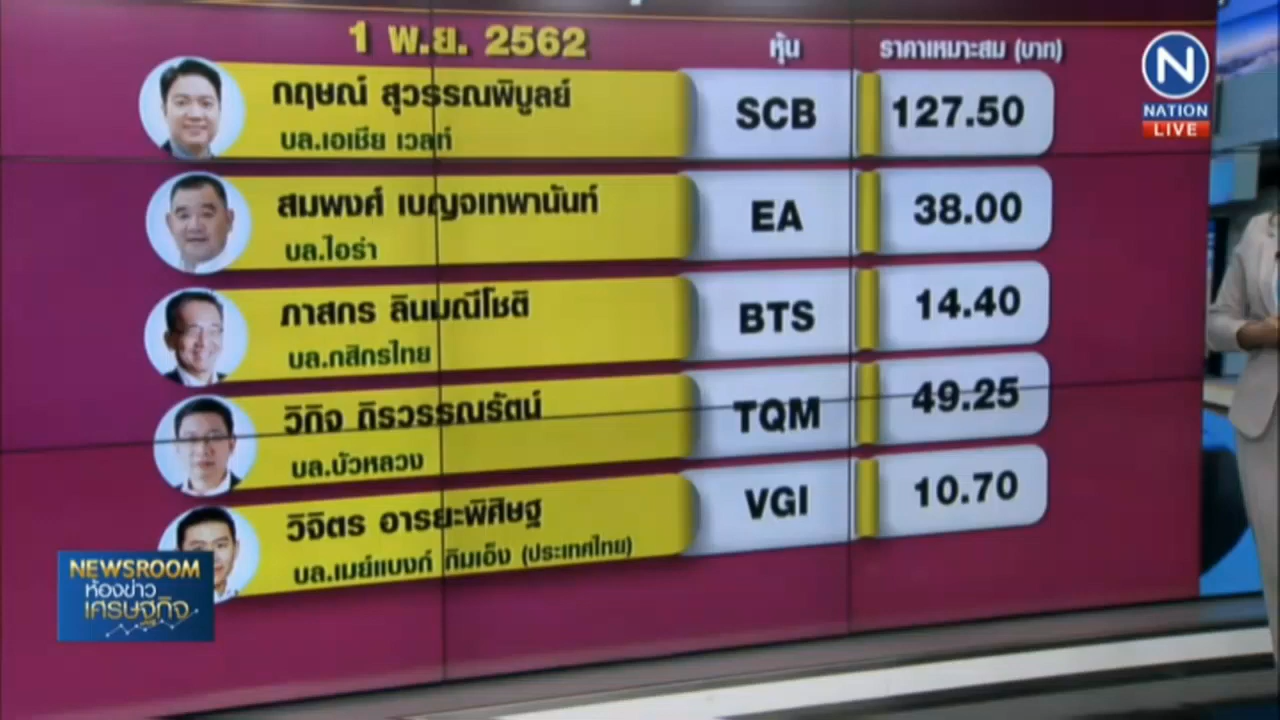 1 พ.ย. 2562 หุ้น ราคาเหมาะสม (บาท)
กฤษณ์ สุวรรณพิบูลย์ SCB 127.50
บล.เอเชีย เวลท์
สมพงศ์ เบญจเทพานันท์ EA 38.00
บล.ไอร่า
ภาสกร ลินมณีโชติ BTS 14.40
บล.กสิกรไทย
วิกิจ ถิรวรรณรัตน์ TQM 49.25
บล.บัวหลวง
วิจิตร อารยะพิศิษฐ VGI 10.70
บล.เมย์แบงก์ กิมเอ็ง (ประเทศไทย)
N
NATION
LIVE
NEWSROOM
ห้องข่าว
เศรษฐกิจ